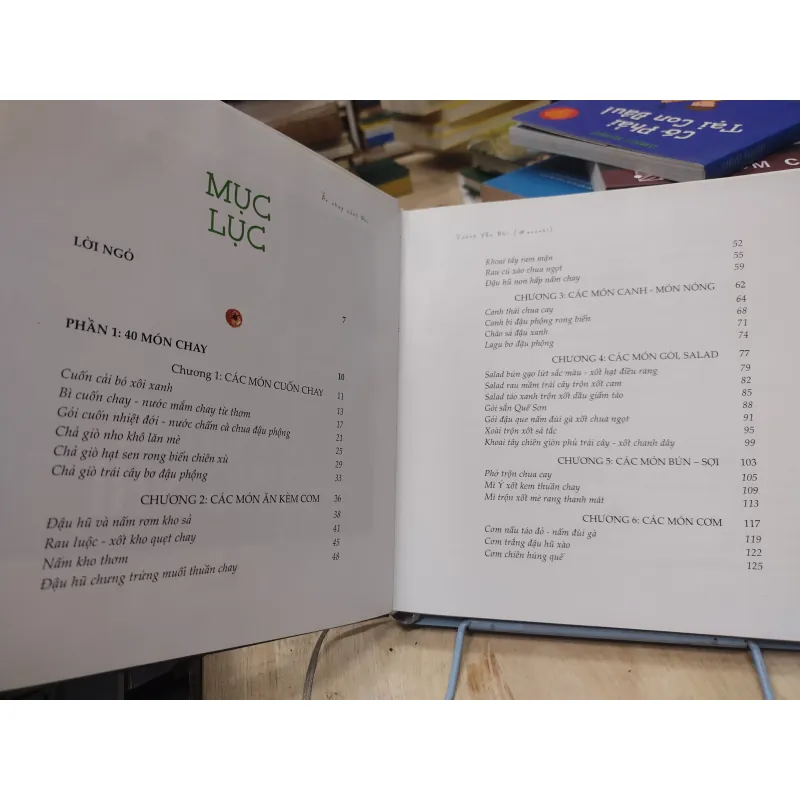 MỤC
LỤC
LỜI NGỎ
7
PHẦN 1: 40 MÓN CHAY
Chương 1: CÁC MÓN CUỐN CHAY 10
Cuốn cải bó xôi xanh 11
Bì cuốn chay - nước mắm chay từ thơm 13
Gỏi cuốn nhiệt đới - nước chấm cà chua đậu phộng 17
Chả giò nho khô lăn mè 21
Chả giò hạt sen rong biển chiên xù 25
Chả giò trái cây bơ đậu phộng 29
33
CHƯƠNG 2: CÁC MÓN ĂN KÈM CƠM 36
Đậu hũ và nấm rơm kho sả 38
Rau luộc - xốt kho quẹt chay 41
Nấm kho thơm 45
Đậu hũ chưng trứng muối thuần chay 48
52
Khoai tây ram mặn 55
Rau củ xào chua ngọt 59
Đậu hũ non hấp nấm chay
CHƯƠNG 3: CÁC MÓN CANH - MÓN NÓNG 62
Canh thái chua cay 64
Canh bí đậu phộng rong biển 68
Cháo sả đậu xanh 71
Lagu bơ đậu phộng 74
CHƯƠNG 4: CÁC MÓN GỎI, SALAD 77
Salad bún gạo lứt sắc màu - xốt hạt điều rang 79
Salad rau mầm trái cây trộn xốt cam 82
Salad táo xanh trộn xốt dầu giấm táo 85
Gỏi sắn Quế Sơn 88
Gỏi đậu que nấm đùi gà xốt chua ngọt 91
Xoài trộn xốt sả tắc 95
Khoai tây chiên giòn phủ trái cây - xốt chanh dây 99
CHƯƠNG 5: CÁC MÓN BÚN – SỢI 103
Phở trộn chua cay 105
Mì Ý xốt kem thuần chay 109
Mì trộn xốt mè rang thanh mát 113
CHƯƠNG 6: CÁC MÓN CƠM 117
Cơm nấu táo đỏ - nấm đùi gà 119
Cơm trắng đậu hũ xào 122
Cơm chiên húng quế 125
Có Phải
Tại Con Đâu!